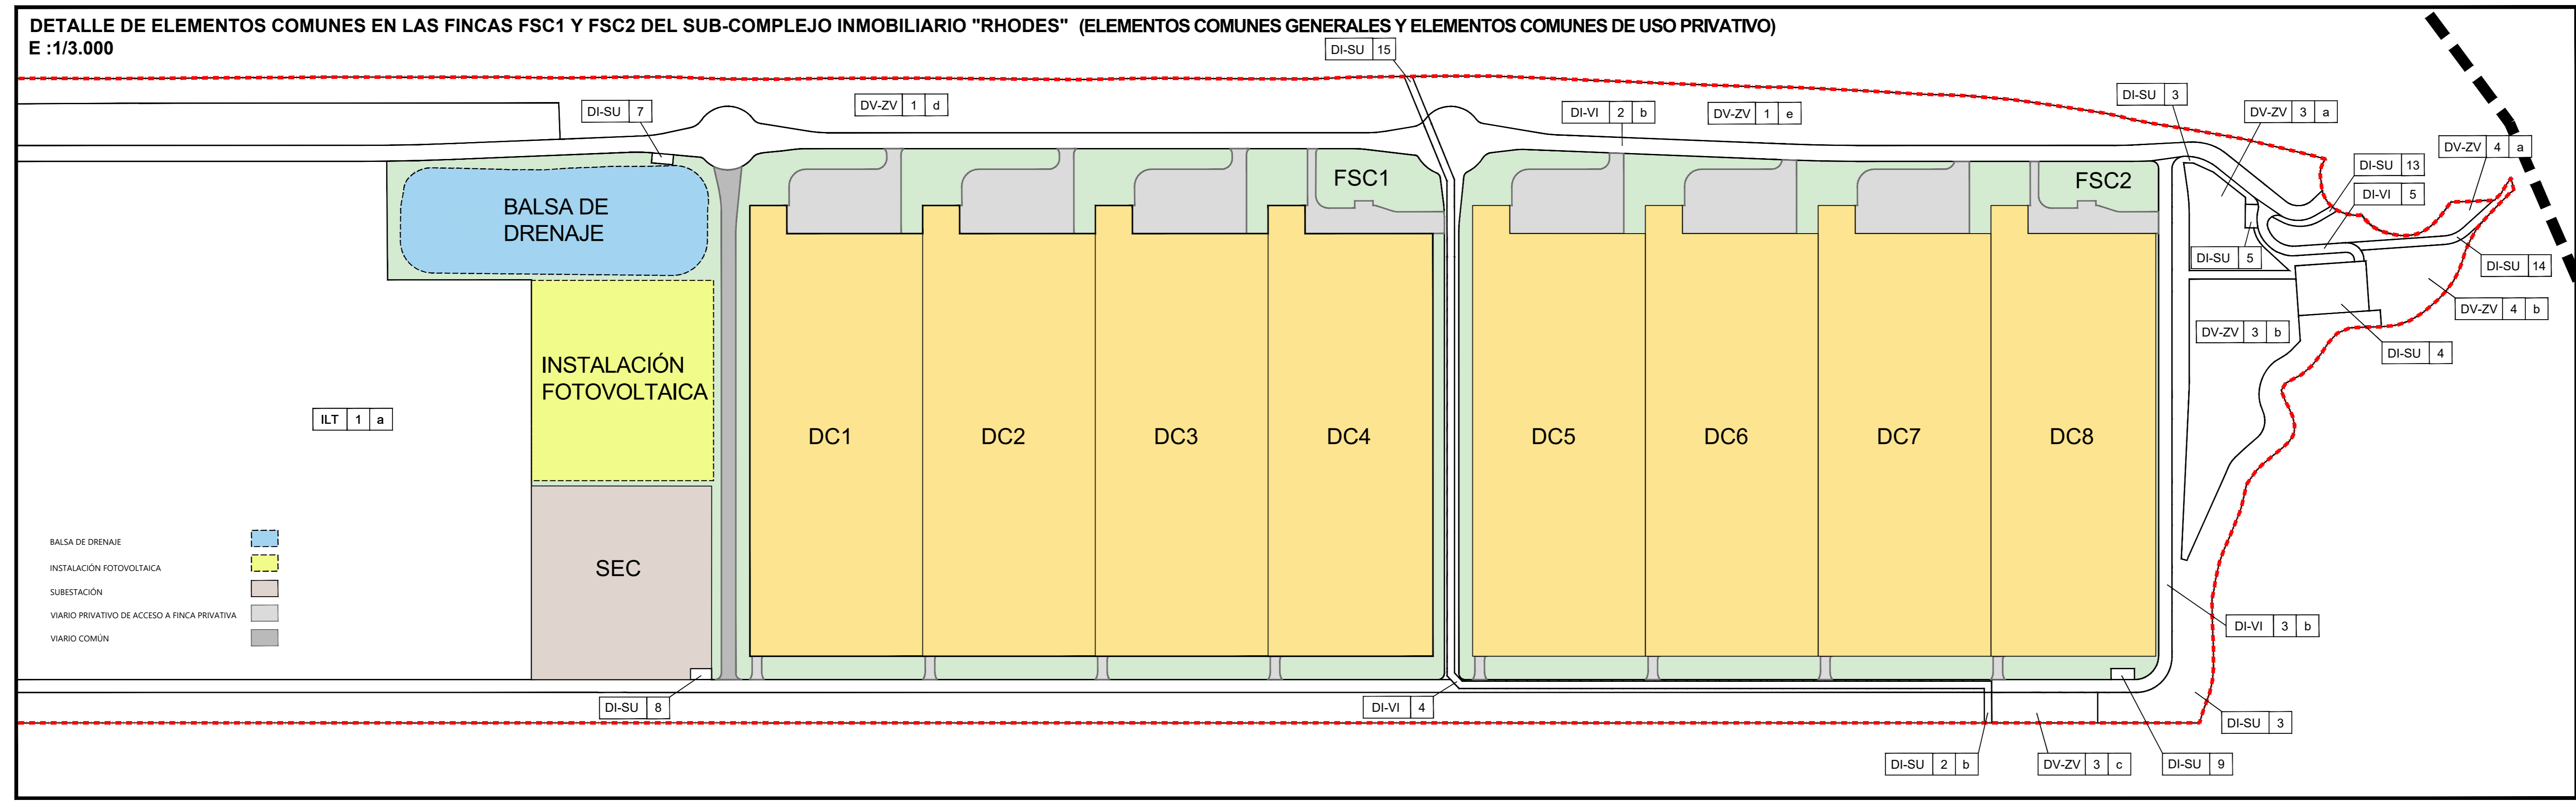 DETALLE DE ELEMENTOS COMUNES EN LAS FINCAS FSC1 Y FSC2 DEL SUB-COMPLEJO INMOBILIARIO "RHODES" (ELEMENTOS COMUNES GENERALES Y ELEMENTOS COMUNES DE USO PRIVATIVO)
E :1/3.000
DI-SU 15
DI-SU 7
DV-ZV 1 d
DI-VI 2 b
DV-ZV 1 e
DI-SU 3
DV-ZV 3 a
DV-ZV 4 a
DI-SU 13
DI-VI 5
FSC1
FSC2
BALSA DE
DRENAJE
DI-SU 5
DI-SU 14
DV-ZV 4 b
DV-ZV 3 b
DI-SU 4
INSTALACIÓN
FOTOVOLTAICA
ILT 1 a
DC1
DC2
DC3
DC4
DC5
DC6
DC7
DC8
SEC
BALSA DE DRENAJE
INSTALACIÓN FOTOVOLTAICA
SUBESTACIÓN
VIARIO PRIVATIVO DE ACCESO A FINCA PRIVATIVA
VIARIO COMÚN
DI-VI 3 b
DI-SU 8
DI-VI 4
DI-SU 3
DI-SU 2 b
DV-ZV 3 c
DI-SU 9